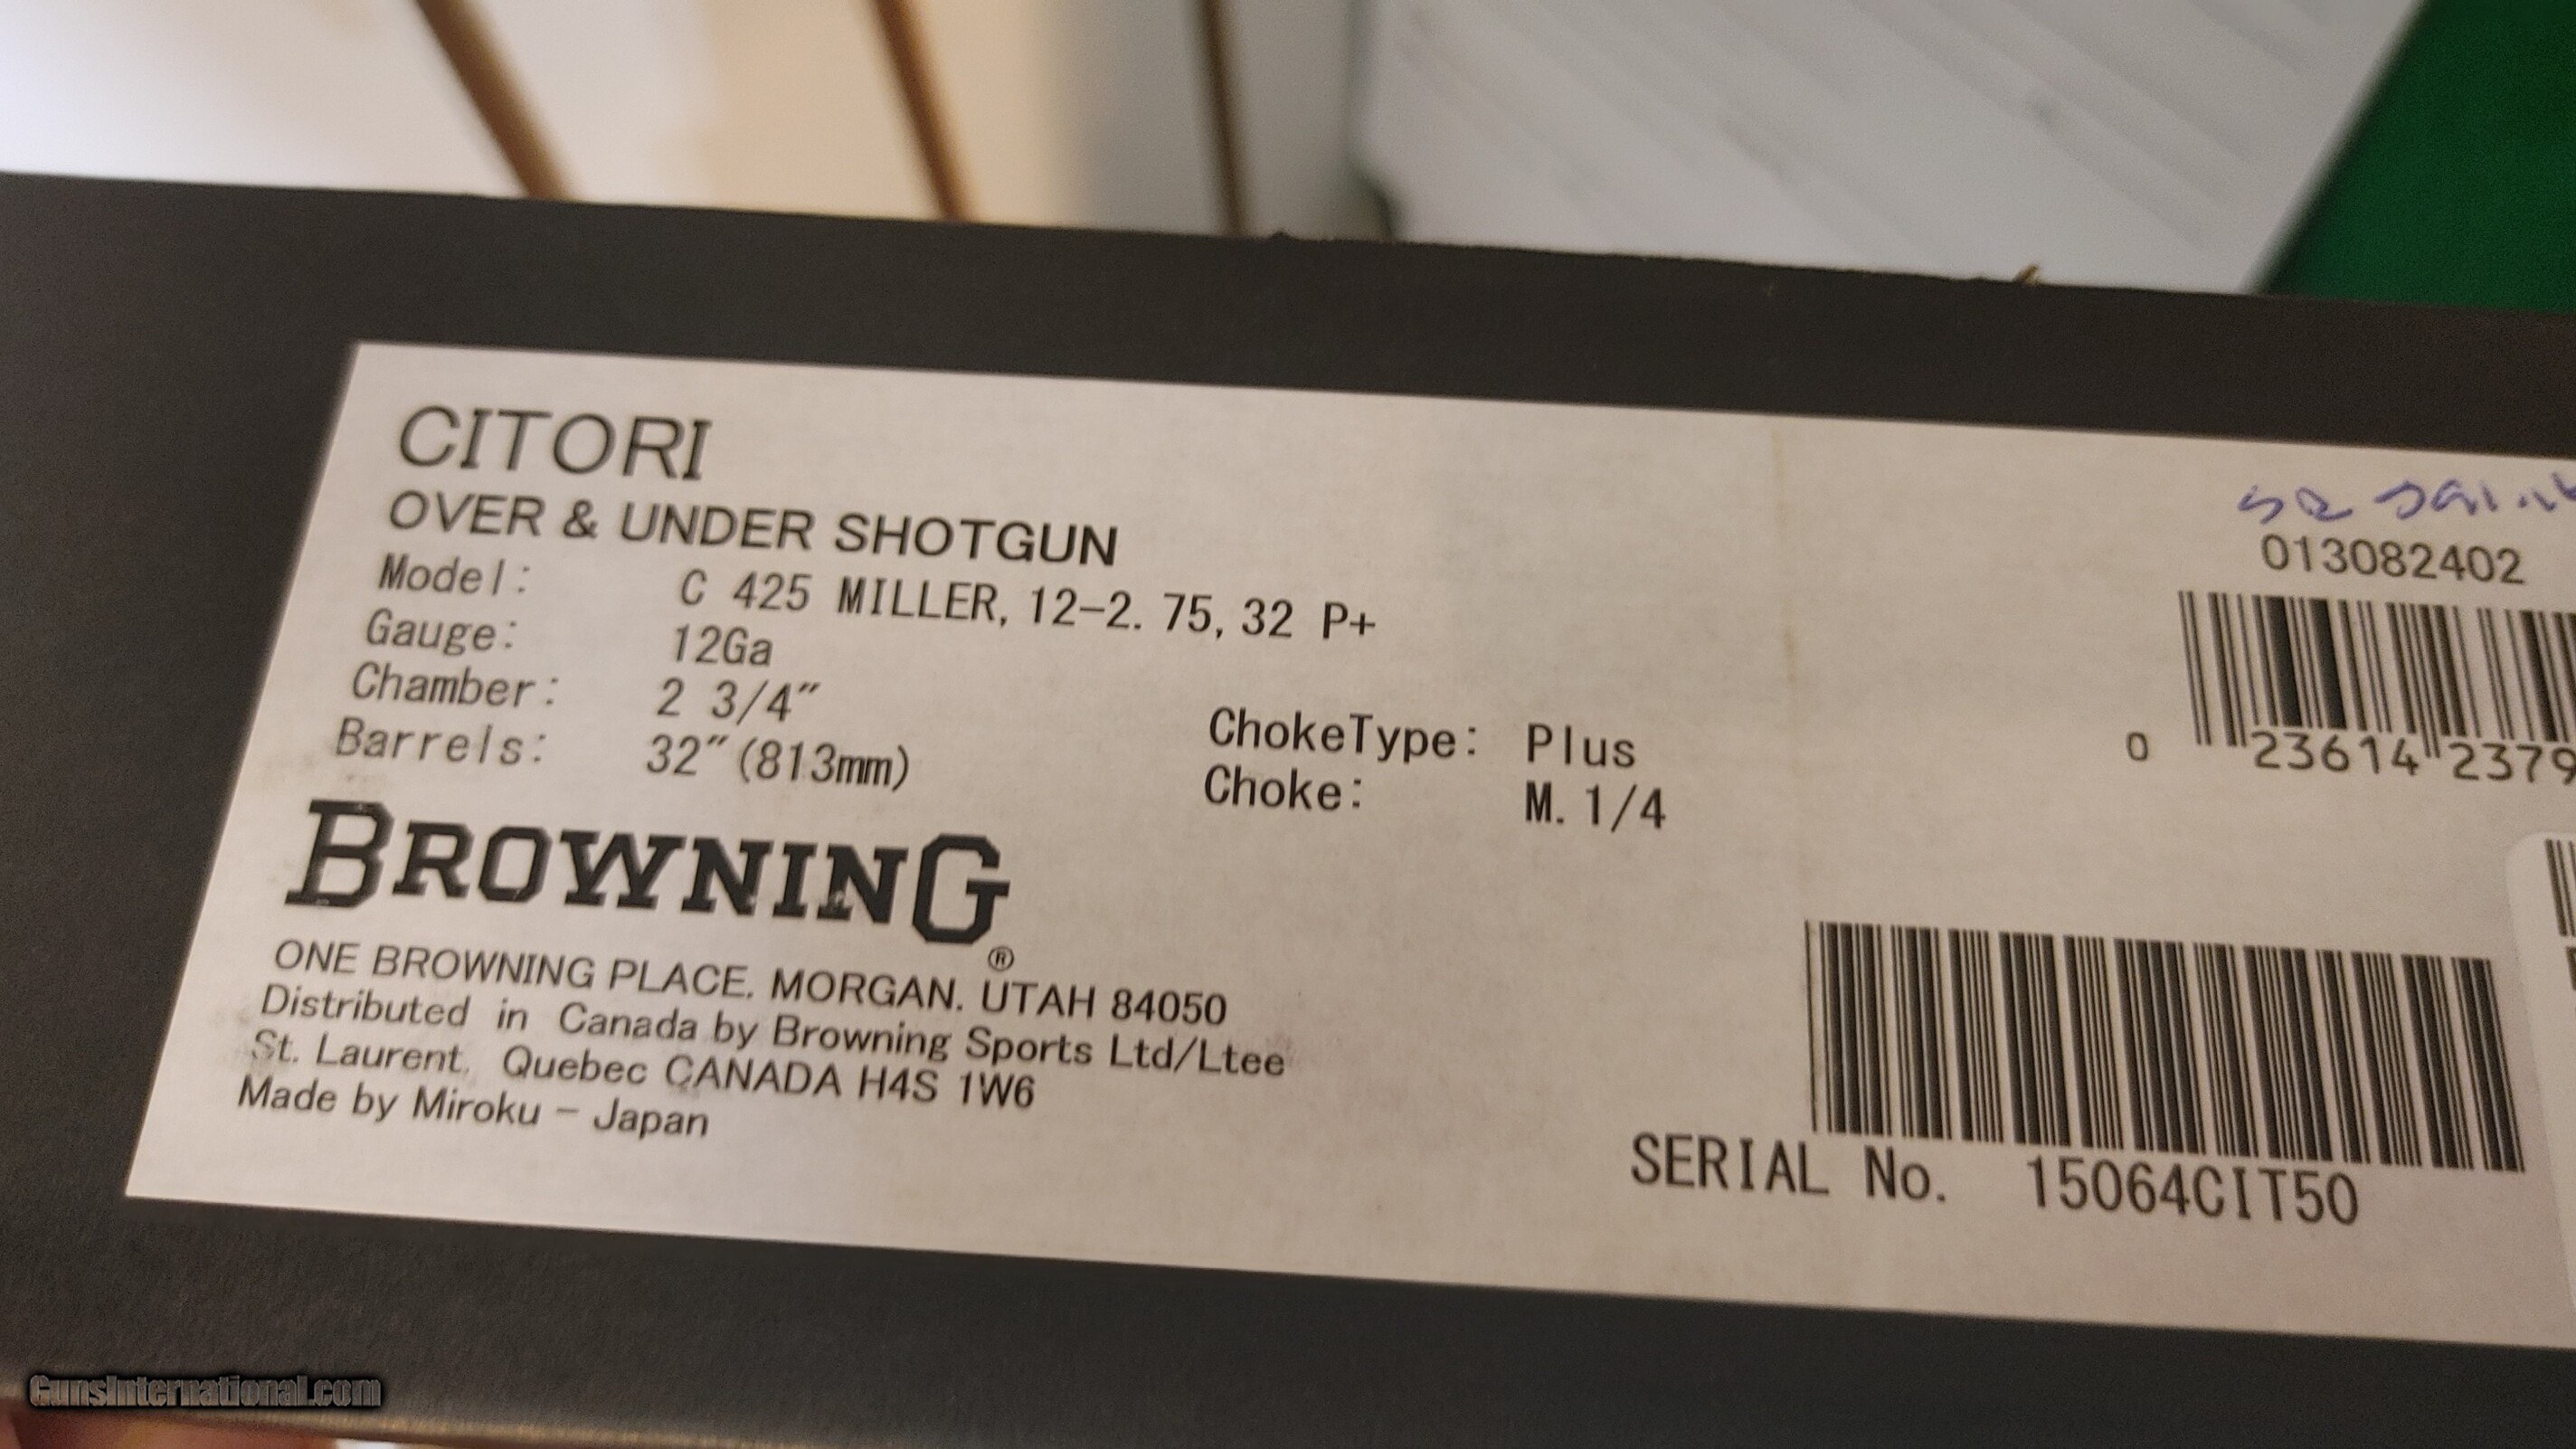 CITORI
OVER & UNDER SHOTGUN
Model: C 425 MILLER, 12-2. 75, 32 P+
Gauge: 12Ga
Chamber: 2 3/4"
Barrels: 32"(813mm)
ChokeType: Plus
Choke: M. 1/4
BROWNING®
ONE BROWNING PLACE. MORGAN. UTAH 84050
Distributed in Canada by Browning Sports Ltd/Ltee
St. Laurent, Quebec CANADA H4S 1W6
Made by Miroku - Japan
013082402
0 23614 2379
SERIAL No. 15064CIT50
GunsInternational.com